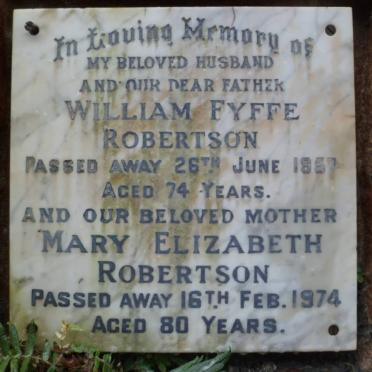 In Loving Memory of
MY BELOVED HUSBAND
AND OUR DEAR FATHER
WILLIAM FYFFE
ROBERTSON
PASSED AWAY 26TH JUNE
AGED 74 YEARS.
AND OUR BELOVED MOTHER
MARY ELIZABETH
ROBERTSON
PASSED AWAY 16TH FEB. 1974
AGED 80 YEARS.